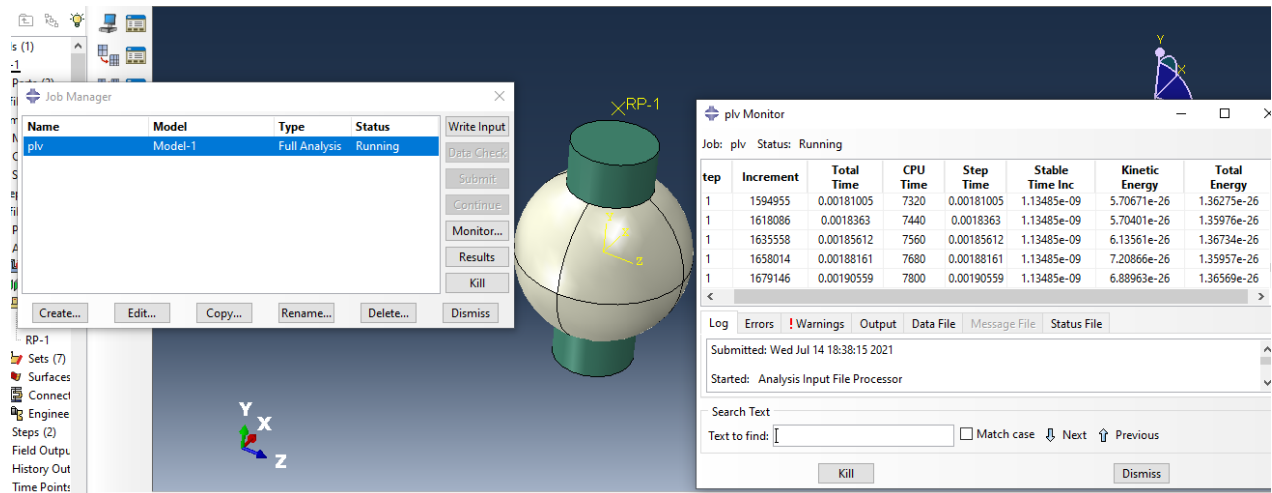 s (1)
-1
Job Manager
Name Model Type Status
plv Model-1 Full Analysis Running
Write Input
Data Check
Submit
Continue
Monitor...
Results
Kill
Create... Edit... Copy... Rename... Delete... Dismiss
RP-1
Sets (7)
Surfaces
Connect
Enginee
Steps (2)
Field Outpu
History Out
Time Points
RP-1
Y
X
Z
Y
X
z
plv Monitor
Job: plv Status: Running
tep Increment Total Time CPU Time Step Time Stable Time Inc Kinetic Energy Total Energy
1 1594955 0.00181005 7320 0.00181005 1.13485e-09 5.70671e-26 1.36275e-26
1 1618086 0.0018363 7440 0.0018363 1.13485e-09 5.70401e-26 1.35976e-26
1 1635558 0.00185612 7560 0.00185612 1.13485e-09 6.13561e-26 1.36734e-26
1 1658014 0.00188161 7680 0.00188161 1.13485e-09 7.20866e-26 1.35957e-26
1 1679146 0.00190559 7800 0.00190559 1.13485e-09 6.88963e-26 1.36569e-26
Log Errors ! Warnings Output Data File Message File Status File
Submitted: Wed Jul 14 18:38:15 2021
Started: Analysis Input File Processor
Search Text
Text to find: Match case Next Previous
Kill Dismiss